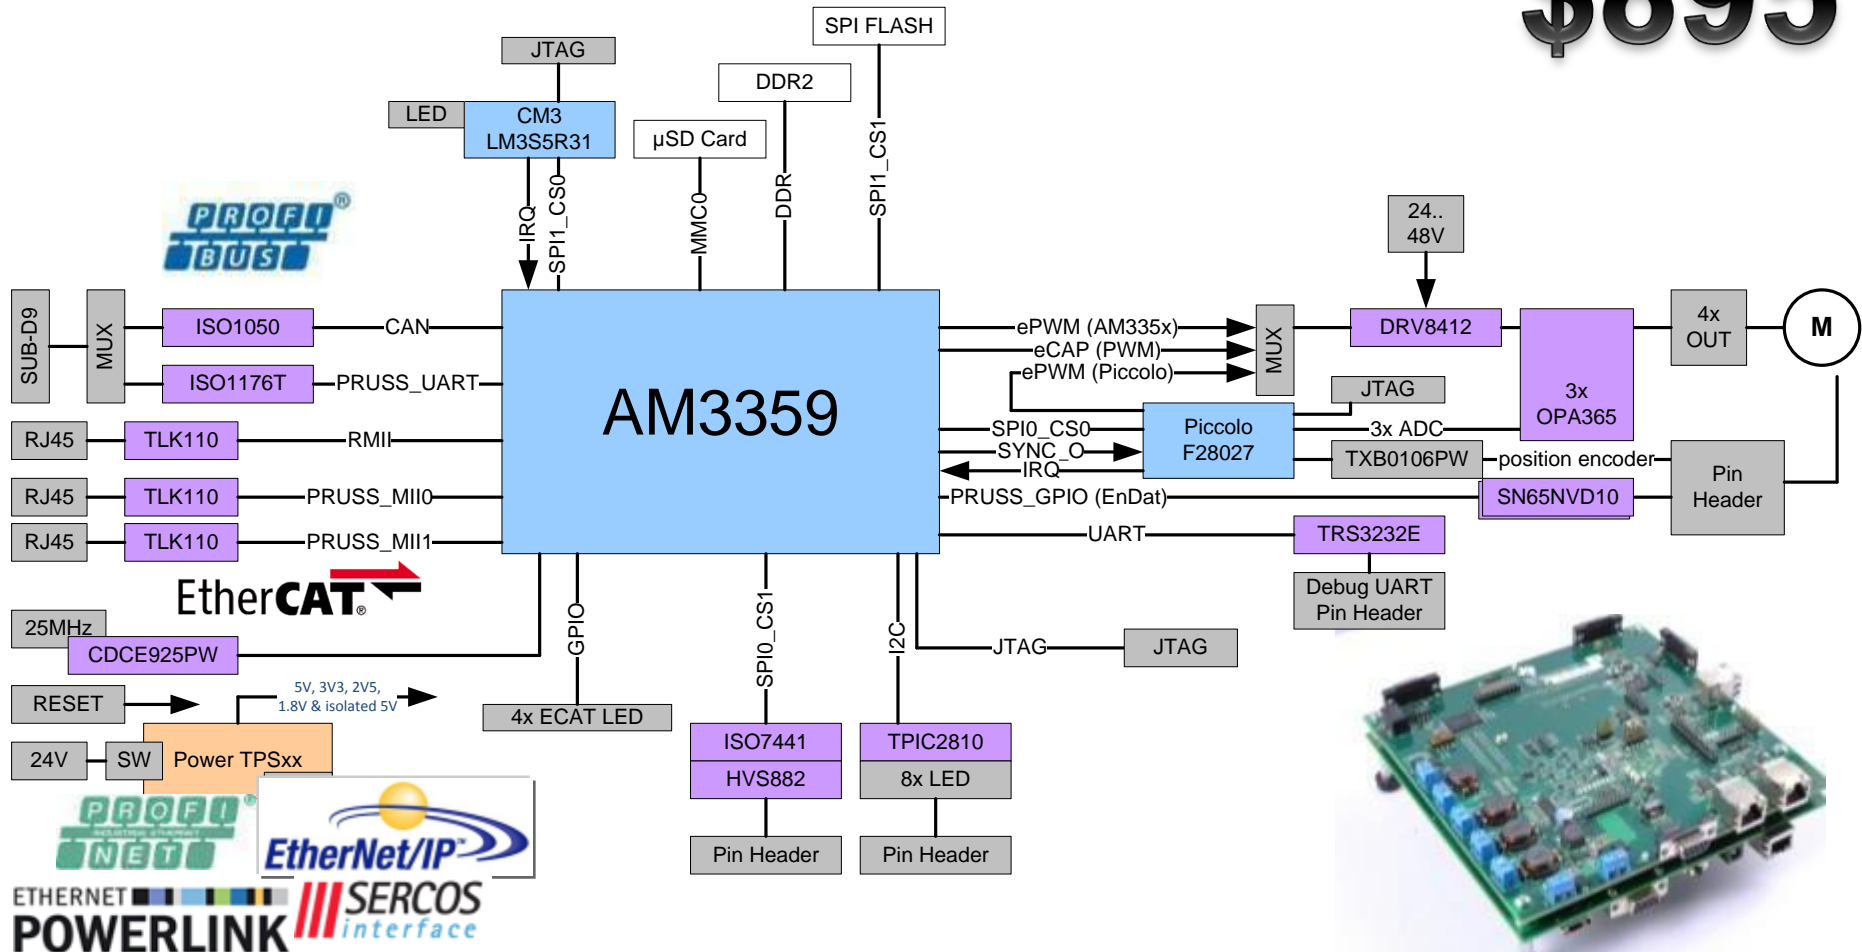 $895
SPI FLASH
JTAG
DDR2
LED
CM3
LM3S5R31
µSD Card
IRQ
SPI1_CS0
MMC0
DDR
SPI1_CS1
PROFI
BUS
®
24..
48V
SUB-D9
MUX
ISO1050
CAN
ISO1176T
PRUSS_UART
RJ45
TLK110
RMII
RJ45
TLK110
PRUSS_MII0
RJ45
TLK110
PRUSS_MII1
AM3359
ePWM (AM335x)
eCAP (PWM)
ePWM (Piccolo)
MUX
DRV8412
4x
OUT
M
3x
OPA365
JTAG
SPI0_CS0
SYNC_O
IRQ
Piccolo
F28027
3x ADC
TXB0106PW
position encoder
Pin
Header
PRUSS_GPIO (EnDat)
SN65NVD10
UART
TRS3232E
Debug UART
Pin Header
EtherCAT®
25MHz
CDCE925PW
GPIO
SPI0_CS1
I2C
JTAG
JTAG
RESET
5V, 3V3, 2V5,
1.8V & isolated 5V
4x ECAT LED
24V
SW
Power TPSxx
ISO7441
HVS882
TPIC2810
8x LED
Pin Header
Pin Header
PROFI
INDUSTRIAL ETHERNET
NET
®
EtherNet/IP™
ETHERNET
POWERLINK
SERCOS
interface